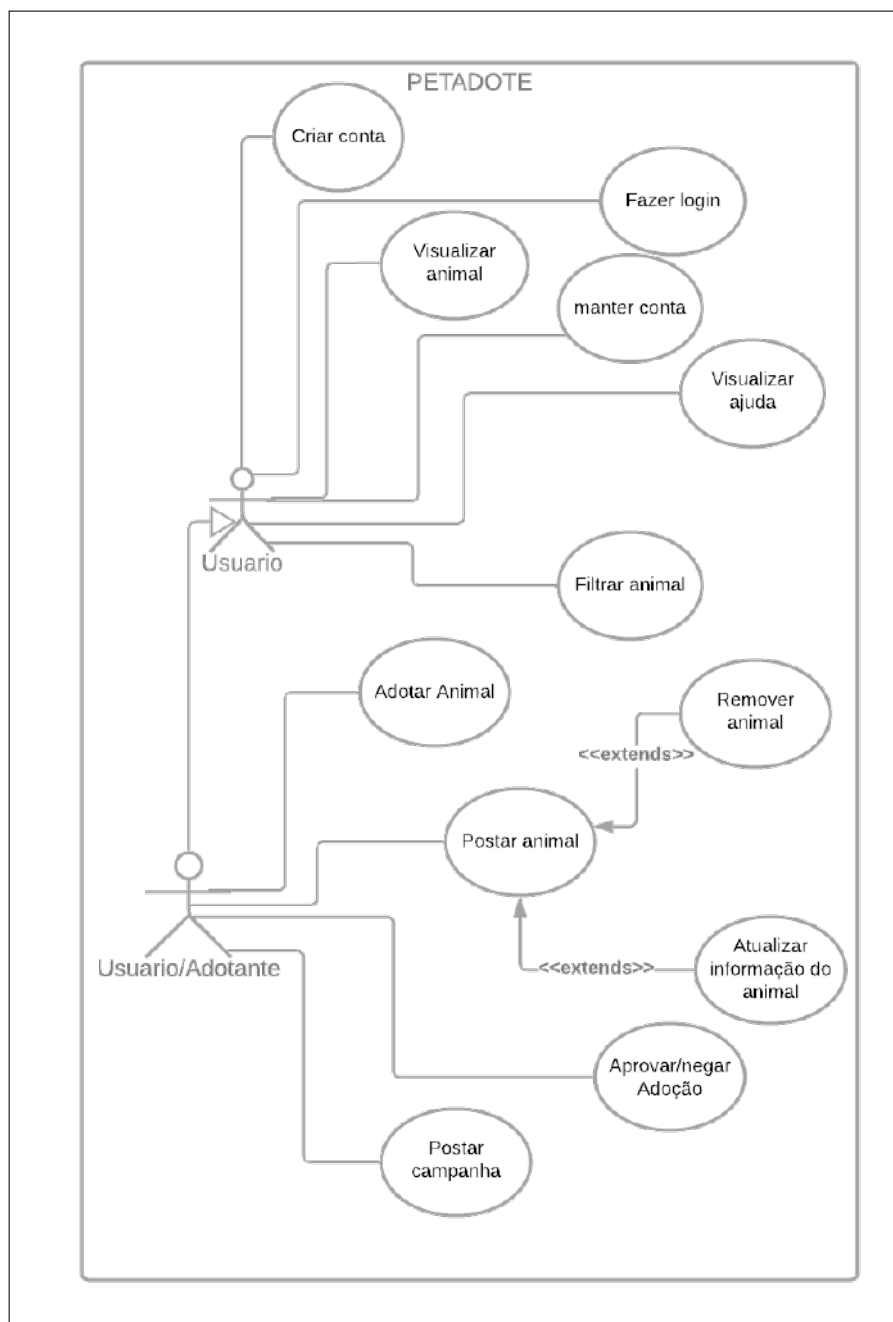 PETADOTE
Criar conta
Fazer login
Visualizar
animal
manter conta
Visualizar
ajuda
Usuario
Filtrar animal
Adotar Animal
Remover
animal
<<extends>>
Postar animal
Usuario/Adotante
<<extends>>
Atualizar
informação do
animal
Aprovar/negar
Adoção
Postar
campanha